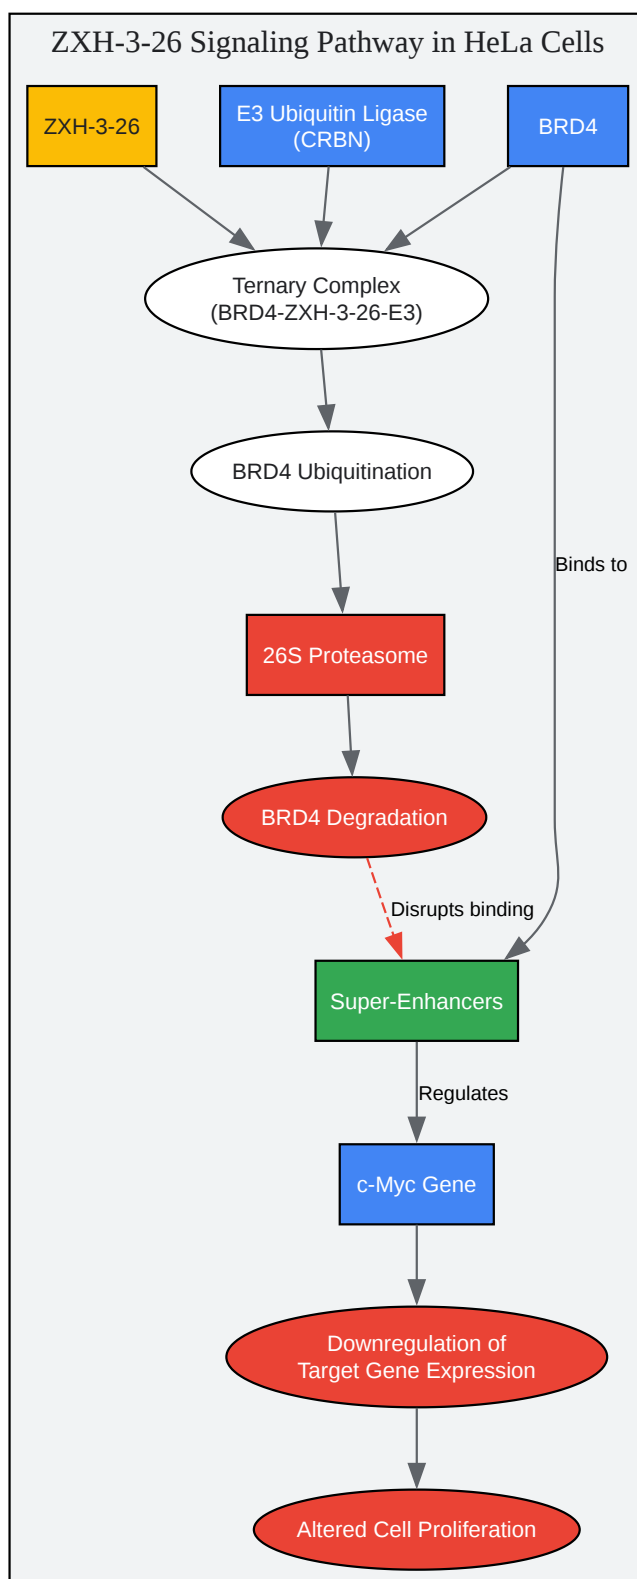 ZXH-3-26 Signaling Pathway in HeLa Cells
ZXH-3-26
E3 Ubiquitin Ligase
(CRBN)
BRD4
Ternary Complex
(BRD4-ZXH-3-26-E3)
BRD4 Ubiquitination
Binds to
26S Proteasome
BRD4 Degradation
Disrupts binding
Super-Enhancers
Regulates
c-Myc Gene
Downregulation of
Target Gene Expression
Altered Cell Proliferation